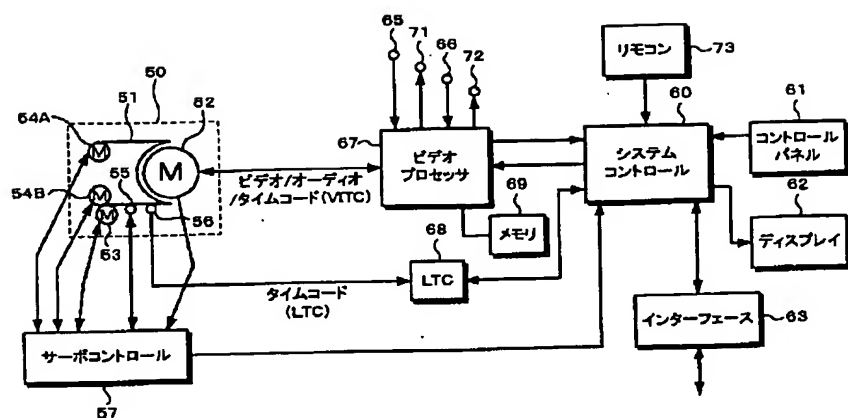 65
71
66
72
リモコン
73
50
51
82
54A
M
M
54B
M
M
55
56
53
67
ビデオ
プロセッサ
60
システム
コントロール
61
コントロール
パネル
62
ディスプレイ
ビデオ/オーディオ
/タイムコード(VITC)
69
メモリ
68
LTC
タイムコード
(LTC)
インターフェース
63
サーボコントロール
57